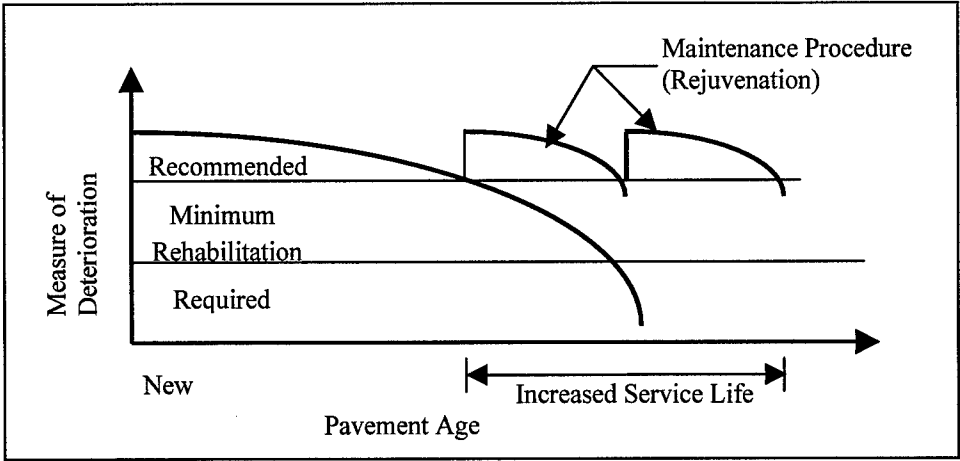 Maintenance Procedure
(Rejuvenation)
Recommended
Minimum
Rehabilitation
Required
Measure of
Deterioration
New
Increased Service Life
Pavement Age